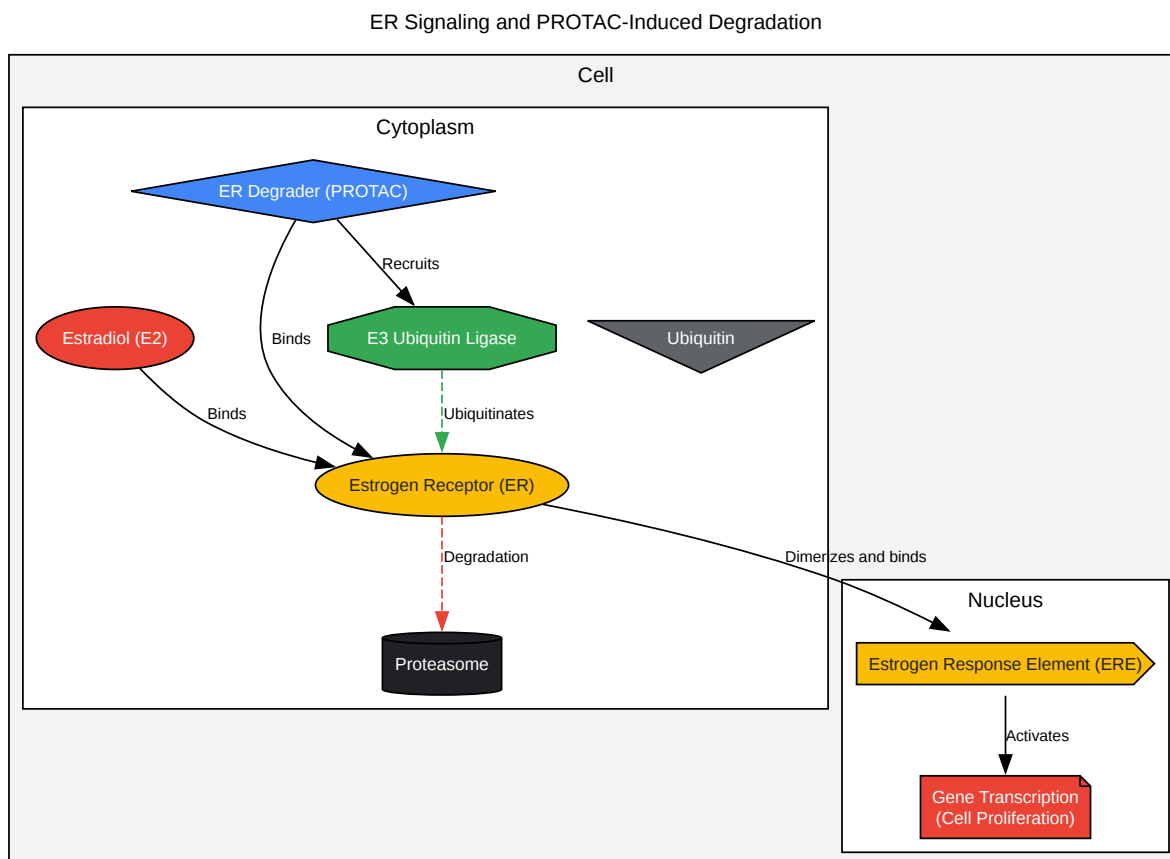 ER Signaling and PROTAC-Induced Degradation
Cell
Cytoplasm
ER Degrader (PROTAC)
Recruits
Estradiol (E2)
Binds
E3 Ubiquitin Ligase
Ubiquitin
Binds
Ubiquitinates
Estrogen Receptor (ER)
Degradation
Dimerizes and binds
Nucleus
Proteasome
Estrogen Response Element (ERE)
Activates
Gene Transcription
(Cell Proliferation)